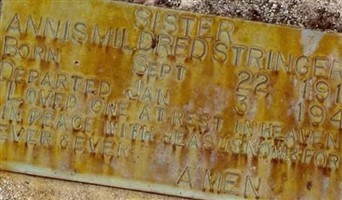 SISTER
ANNIS MILDRED STRINGER
BORN SEPT 22 191
DEPARTED JAN 3 194
LOVED ONE AT REST IN HEAVEN
IN PEACE WITH FOR
EVER & EVER
AMEN